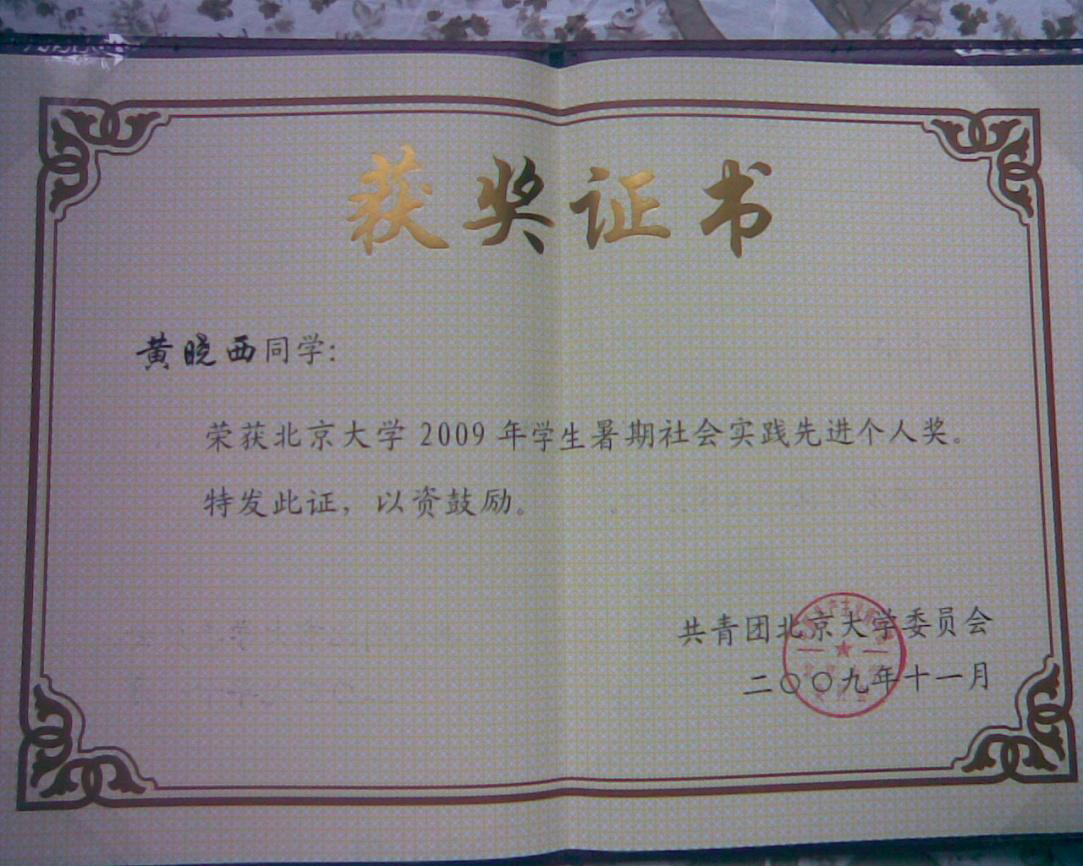 获奖证书
黄晓西同学:
荣获北京大学2009年学生暑期社会实践先进个人奖。
特发此证，以资鼓励。
共青团北京大学委员会
二〇〇九年十一月